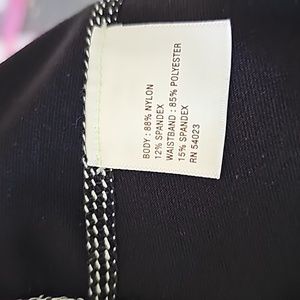 BODY : 88% NYLON
12% SPANDEX
WAISTBAND : 85% POLYESTER
15% SPANDEX
RN 54023